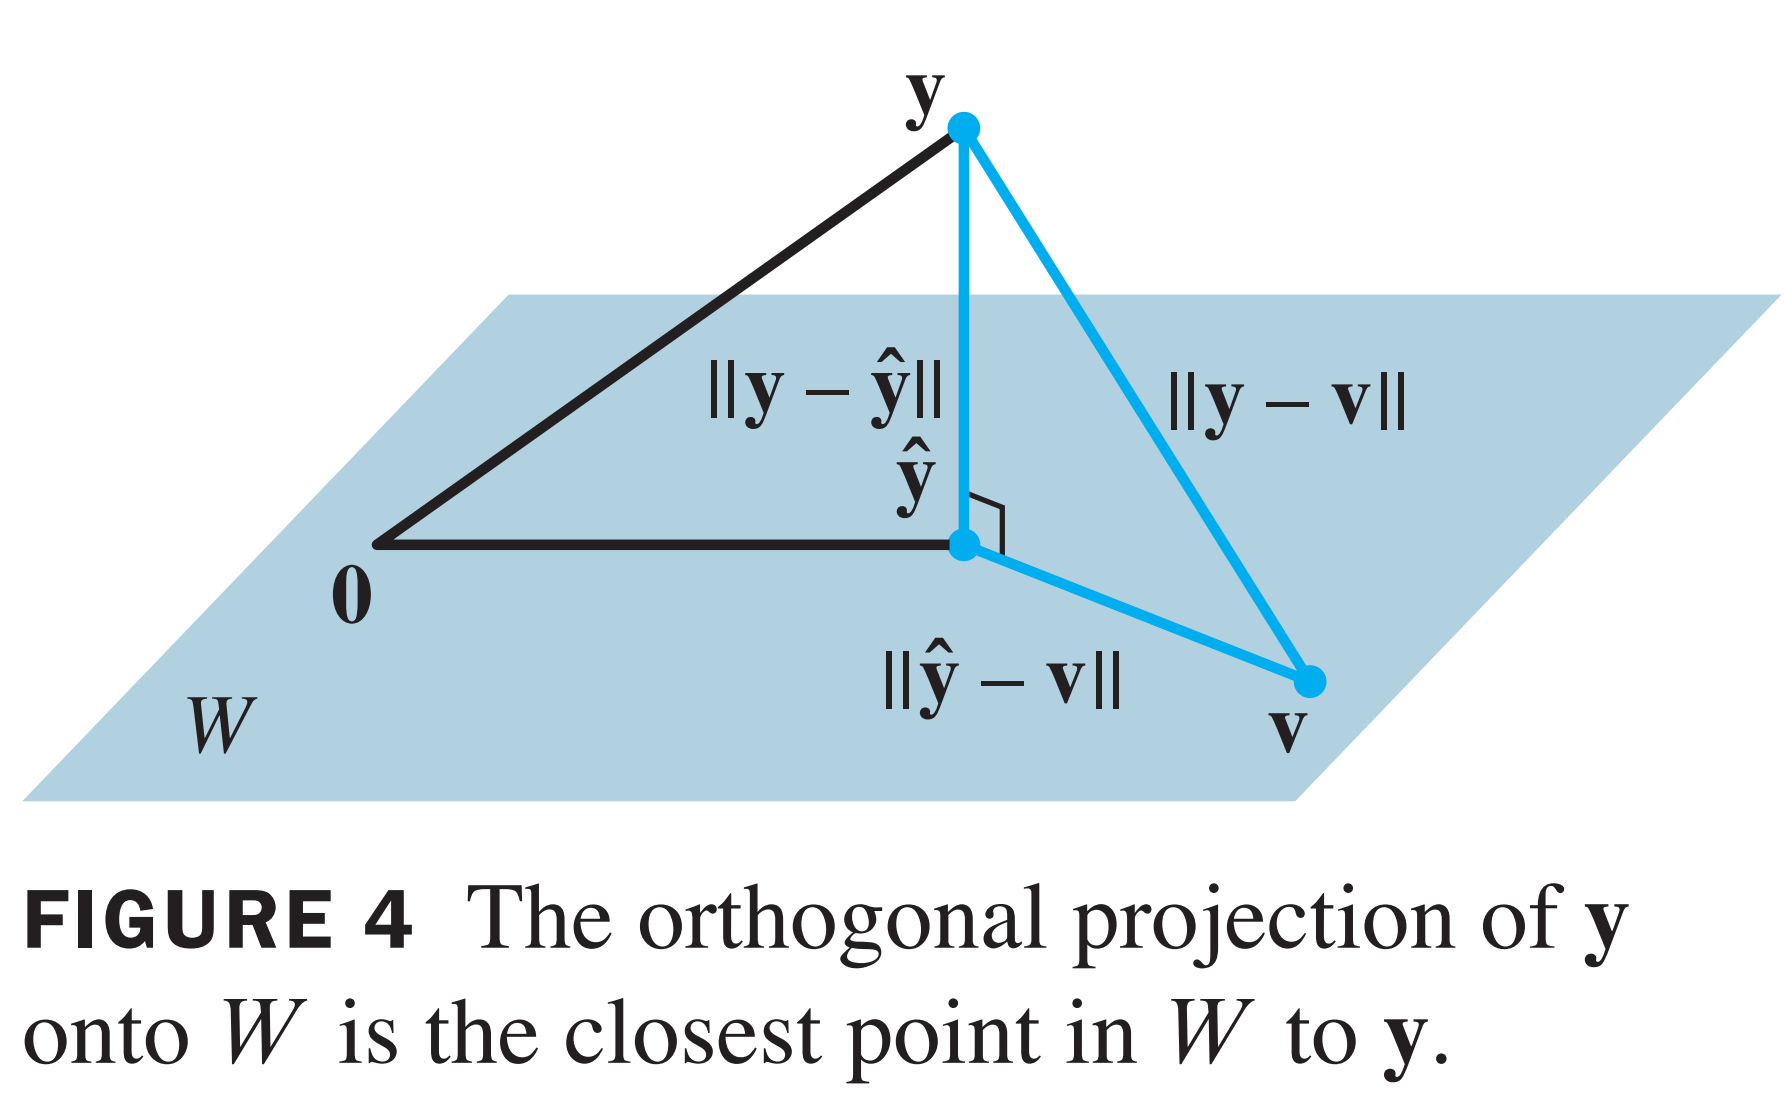 y
||y – ŷ||
||y – v||
ŷ
0
||ŷ – v||
W
v
FIGURE 4 The orthogonal projection of y
onto W is the closest point in W to y.